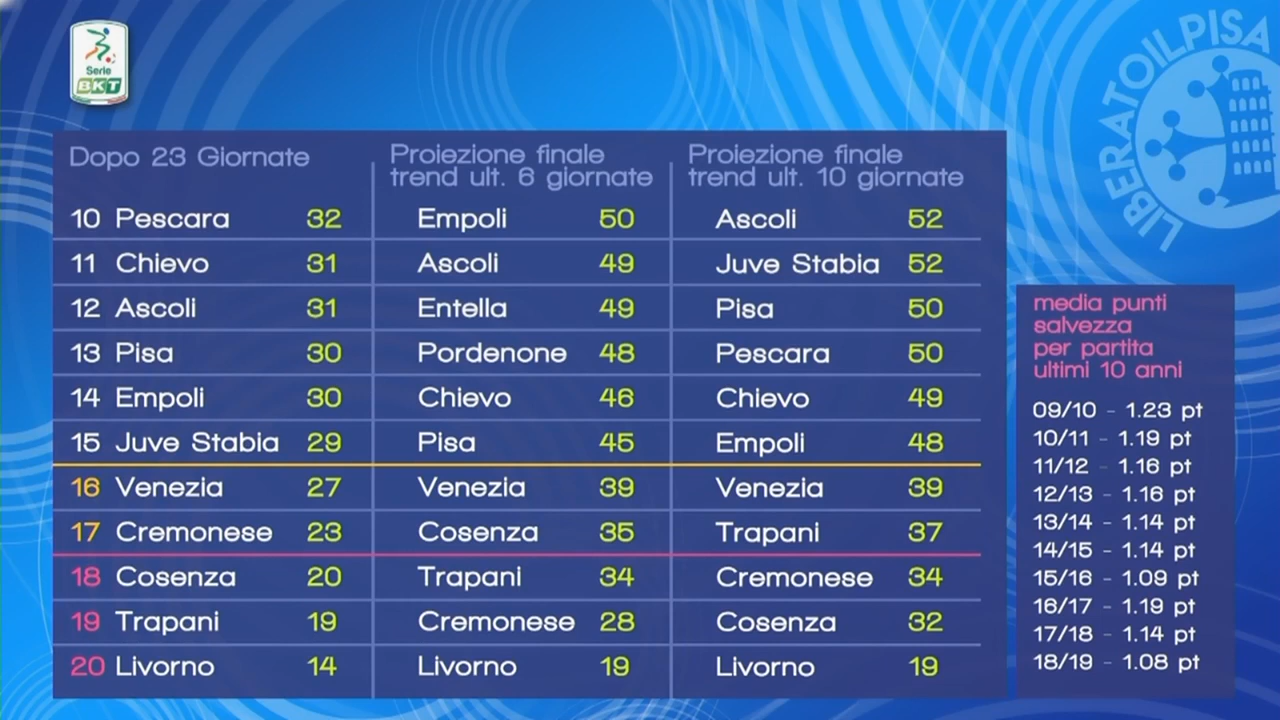 Serie
BKT
LIBERATOILPISA
Dopo 23 Giornate
Proiezione finale
trend ult. 6 giornate
Proiezione finale
trend ult. 10 giornate
10 Pescara 32 Empoli 50 Ascoli 52
11 Chievo 31 Ascoli 49 Juve Stabia 52
12 Ascoli 31 Entella 49 Pisa 50
13 Pisa 30 Pordenone 48 Pescara 50
14 Empoli 30 Chievo 46 Chievo 49
15 Juve Stabia 29 Pisa 45 Empoli 48
16 Venezia 27 Venezia 39 Venezia 39
17 Cremonese 23 Cosenza 35 Trapani 37
18 Cosenza 20 Trapani 34 Cremonese 34
19 Trapani 19 Cremonese 28 Cosenza 32
20 Livorno 14 Livorno 19 Livorno 19
media punti
salvezza
per partita
ultimi 10 anni
09/10 - 1.23 pt
10/11 - 1.19 pt
11/12 - 1.16 pt
12/13 - 1.16 pt
13/14 - 1.14 pt
14/15 - 1.14 pt
15/16 - 1.09 pt
16/17 - 1.19 pt
17/18 - 1.14 pt
18/19 - 1.08 pt